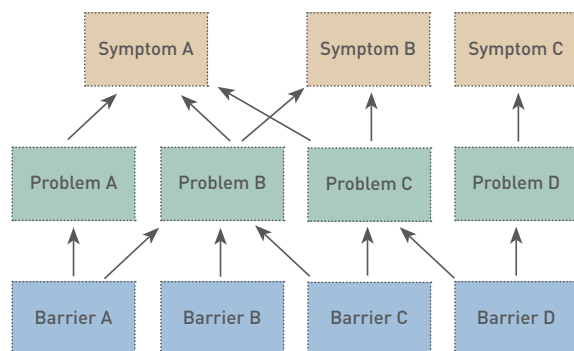 Symptom A
Symptom B
Symptom C
Problem A
Problem B
Problem C
Problem D
Barrier A
Barrier B
Barrier C
Barrier D